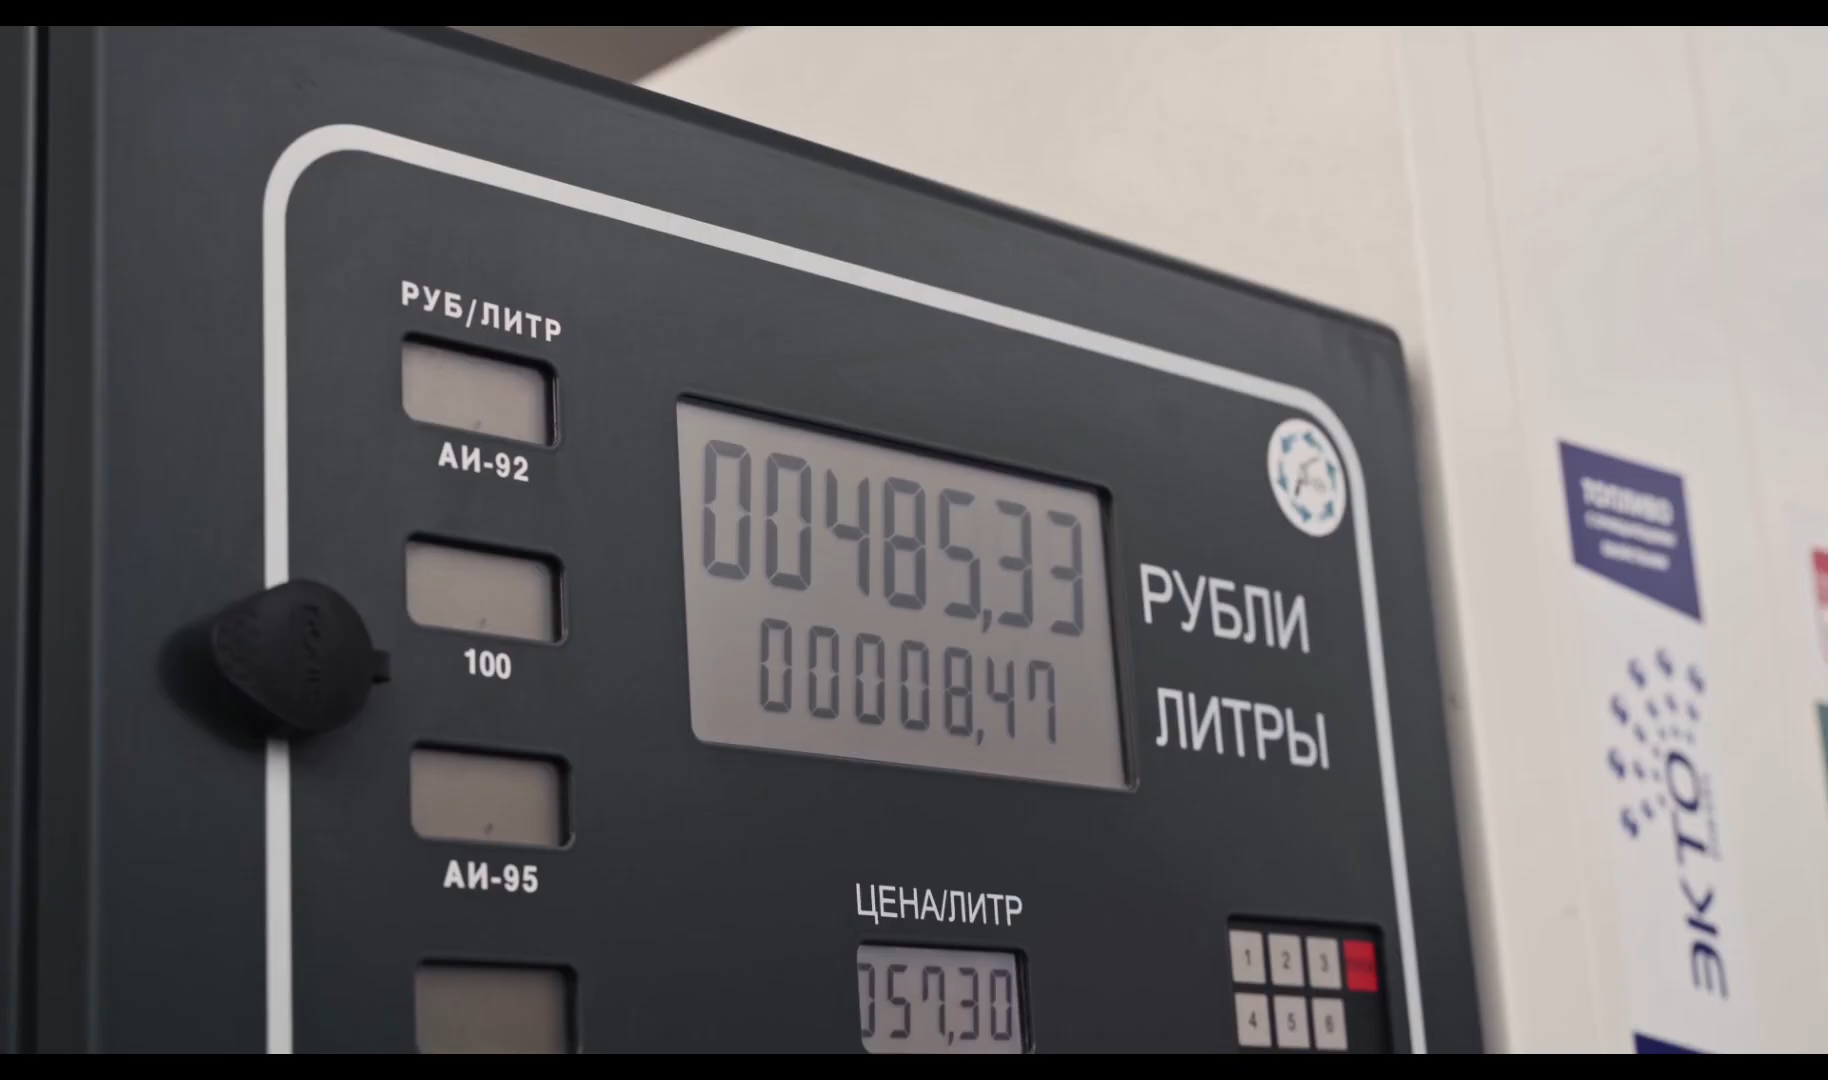 РУБ/ЛИТР
АИ-92
100
АИ-95
00485,33
РУБЛИ
00008,47
ЛИТРЫ
ЦЕНА/ЛИТР
057,30
1 2 3
4 5 6
ТОПЛИВО
ЭКТО